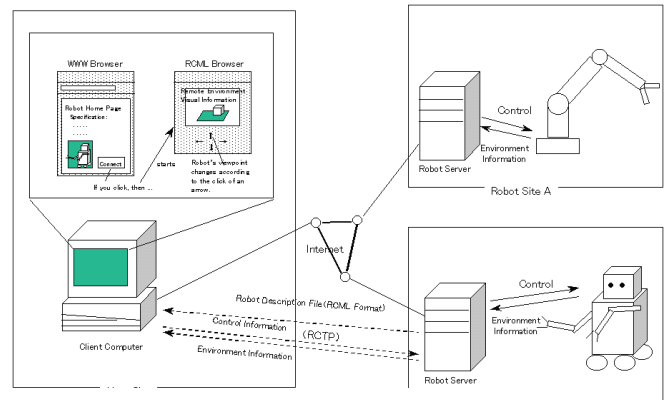 WWW Browser
RCML Browser
Robot Home Page
Specification:
.....
.....
Connect
If you click, then ...
starts
Remote Environment
Visual Information
Robot's viewpoint
changes according
to the click of an
arrow.
Client Computer
Internet
Robot Description File(RCML Format)
Control Information
(RCTP)
Environment Information
Robot Server
Control
Environment
Information
Robot Site A
Robot Server
Control
Environment
Information